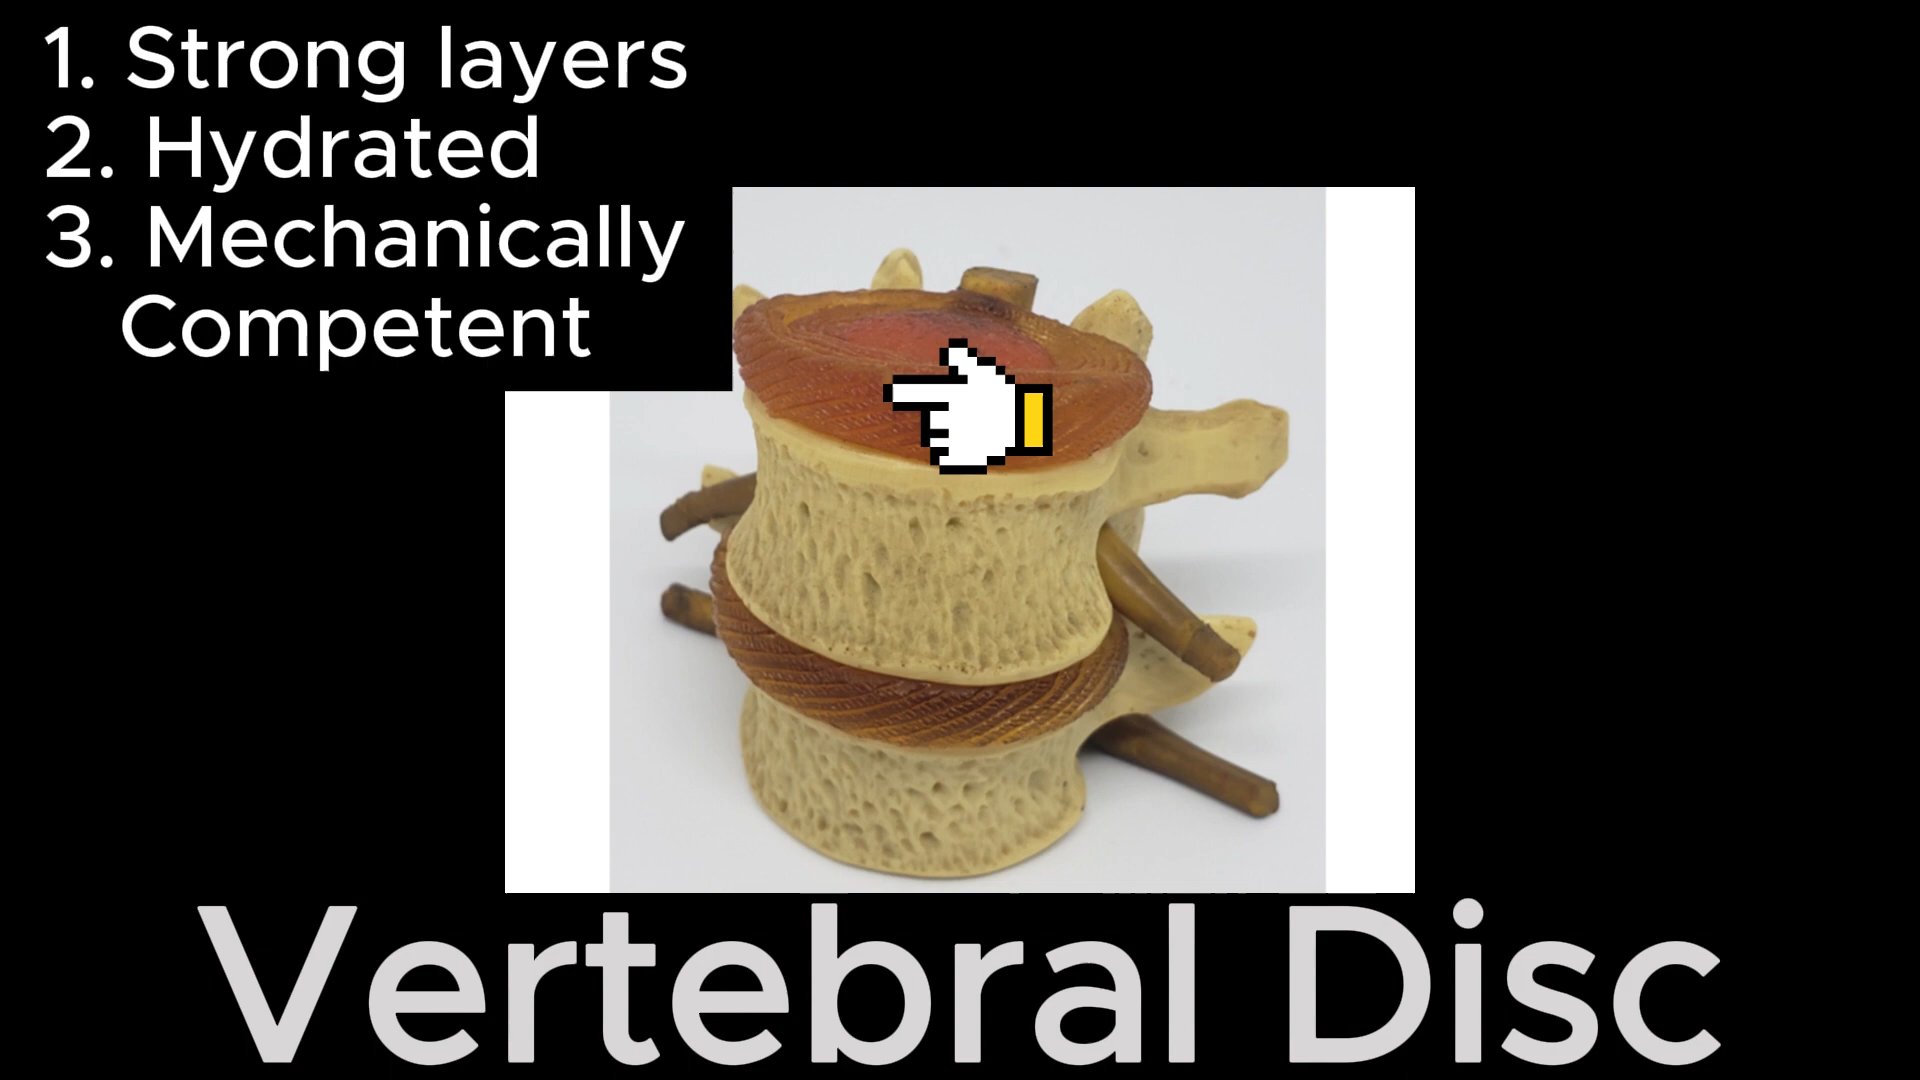 1. Strong layers
2. Hydrated
3. Mechanically
Competent
Vertebral Disc